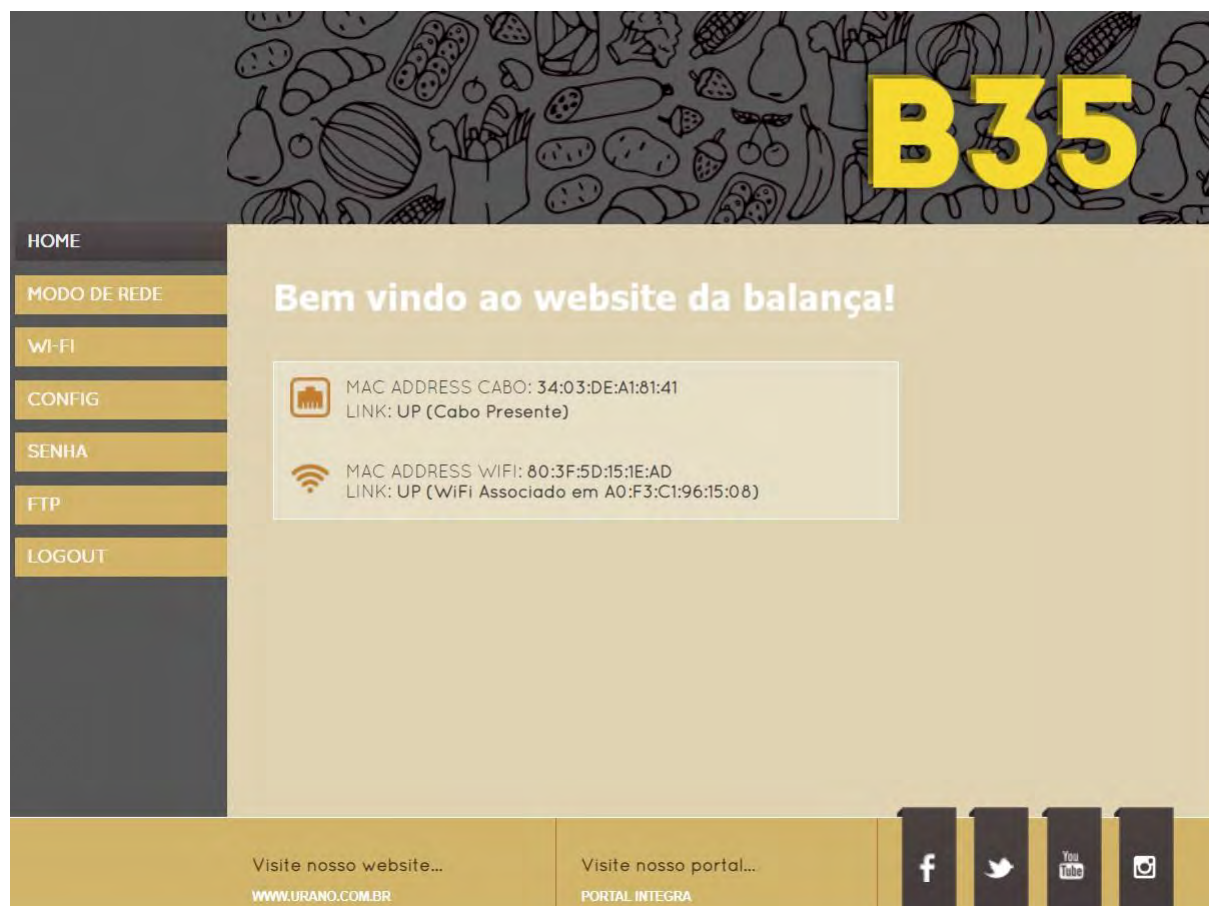 B35
HOME
MODO DE REDE
WI-FI
CONFIG
SENHA
FTP
LOGOUT
Bem vindo ao website da balança!
MAC ADDRESS CABO: 34:03:DE:A1:81:41
LINK: UP (Cabo Presente)
MAC ADDRESS WIFI: 80:3F:5D:15:1E:AD
LINK: UP (WiFi Associado em A0:F3:C1:96:15:08)
Visite nosso website...
WWW.URANO.COM.BR
Visite nosso portal...
PORTAL INTEGRA
f
You
Tube